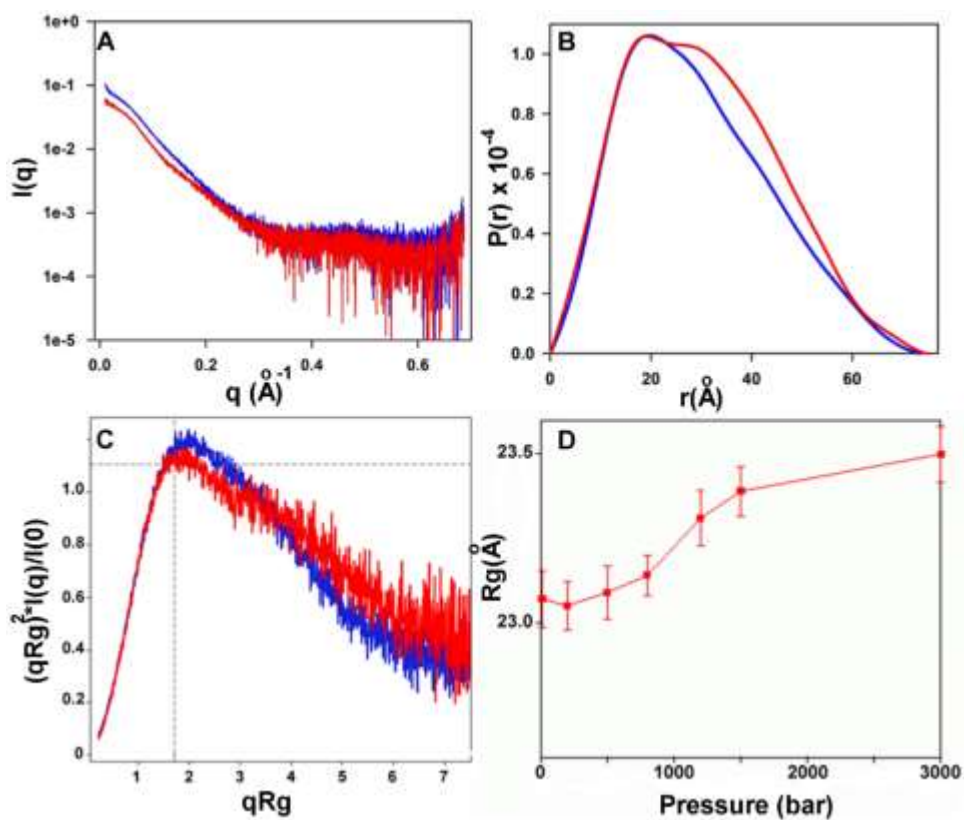 A
1e+0
1e-1
1e-2
1e-3
1e-4
1e-5
I(q)
0.0 0.2 0.4 0.6
q (Å⁻¹)
B
1.0
0.8
0.6
0.4
0.2
0.0
P(r) x 10⁻⁴
0 20 40 60
r(Å)
C
1.0
0.8
0.6
0.4
0.2
0
(qRg)²*I(q)/I(0)
1 2 3 4 5 6 7
qRg
D
23.5
23.0
Rg(Å)
0 1000 2000 3000
Pressure (bar)